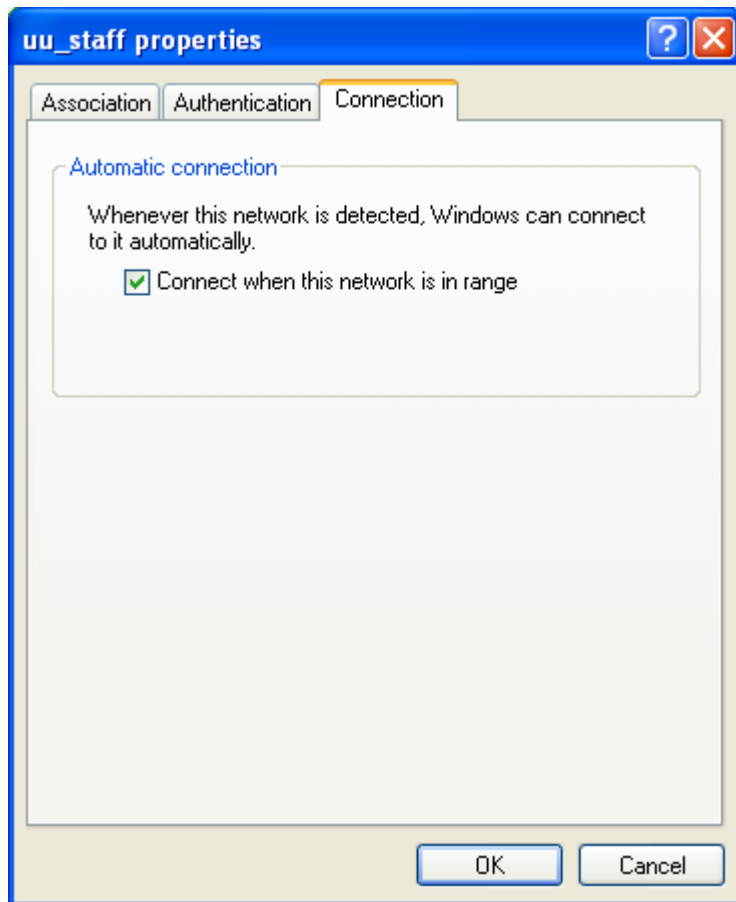 uu_staff properties
?
Association Authentication Connection
Automatic connection
Whenever this network is detected, Windows can connect
to it automatically.
Connect when this network is in range
OK Cancel